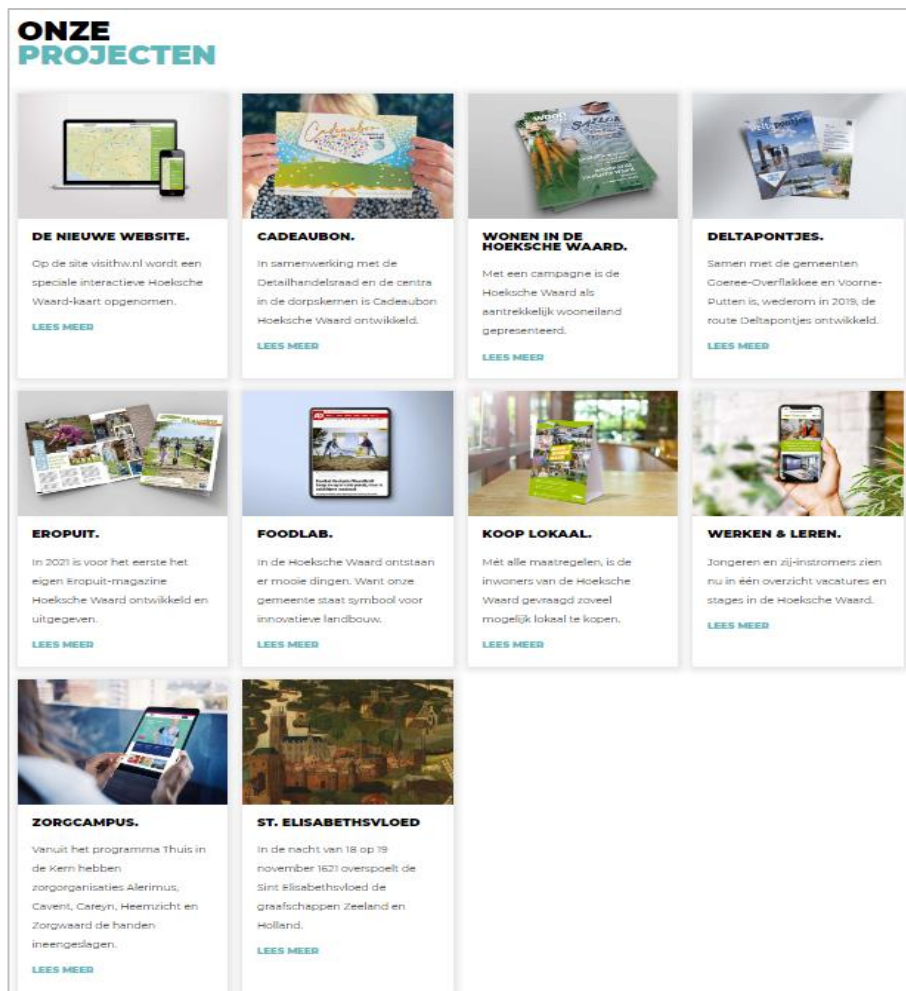 ONZE
PROJECTEN
DE NIEUWE WEBSITE.
Op de site visithw.nl wordt een
speciale interactieve Hoeksche
Waard-kaart opgenomen.
LEES MEER
Cadeaubon
CADEAUBON.
In samenwerking met de
Detailhandelsraad en de centra
in de dorpskernen is Cadeaubon
Hoeksche Waard ontwikkeld.
LEES MEER
WONEN IN DE
HOEKSCHE WAARD.
Met een campagne is de
Hoeksche Waard als
aantrekkelijk wooneiland
gepresenteerd.
LEES MEER
deltapontjes
DELTAPONTJES.
Samen met de gemeenten
Goeree-Overflakkee en Voorne-
Putten is, wederom in 2019, de
route Deltapontjes ontwikkeld.
LEES MEER
EROPUIT.
In 2021 is voor het eerste het
eigen Eropuit-magazine
Hoeksche Waard ontwikkeld en
uitgegeven.
LEES MEER
FOODLAB.
In de Hoeksche Waard ontstaan
er mooie dingen. Want onze
gemeente staat symbool voor
innovatieve landbouw.
LEES MEER
KOOP LOKAAL.
Mét alle maatregelen, is de
inwoners van de Hoeksche
Waard gevraagd zoveel
mogelijk lokaal te kopen.
LEES MEER
WERKEN & LEREN.
Jongeren en zij-instromers zien
nu in één overzicht vacatures en
stages in de Hoeksche Waard.
LEES MEER
ZORGCAMPUS.
Vanuit het programma Thuis in
de Kern hebben
zorgorganisaties Alerimus,
Cavent, Careyn, Heemzicht en
Zorgwaard de handen
ineengeslagen.
LEES MEER
ST. ELISABETHSVLOED
In de nacht van 18 op 19
november 1621 overspoelt de
Sint Elisabethsvloed de
graafschappen Zeeland en
Holland.
LEES MEER